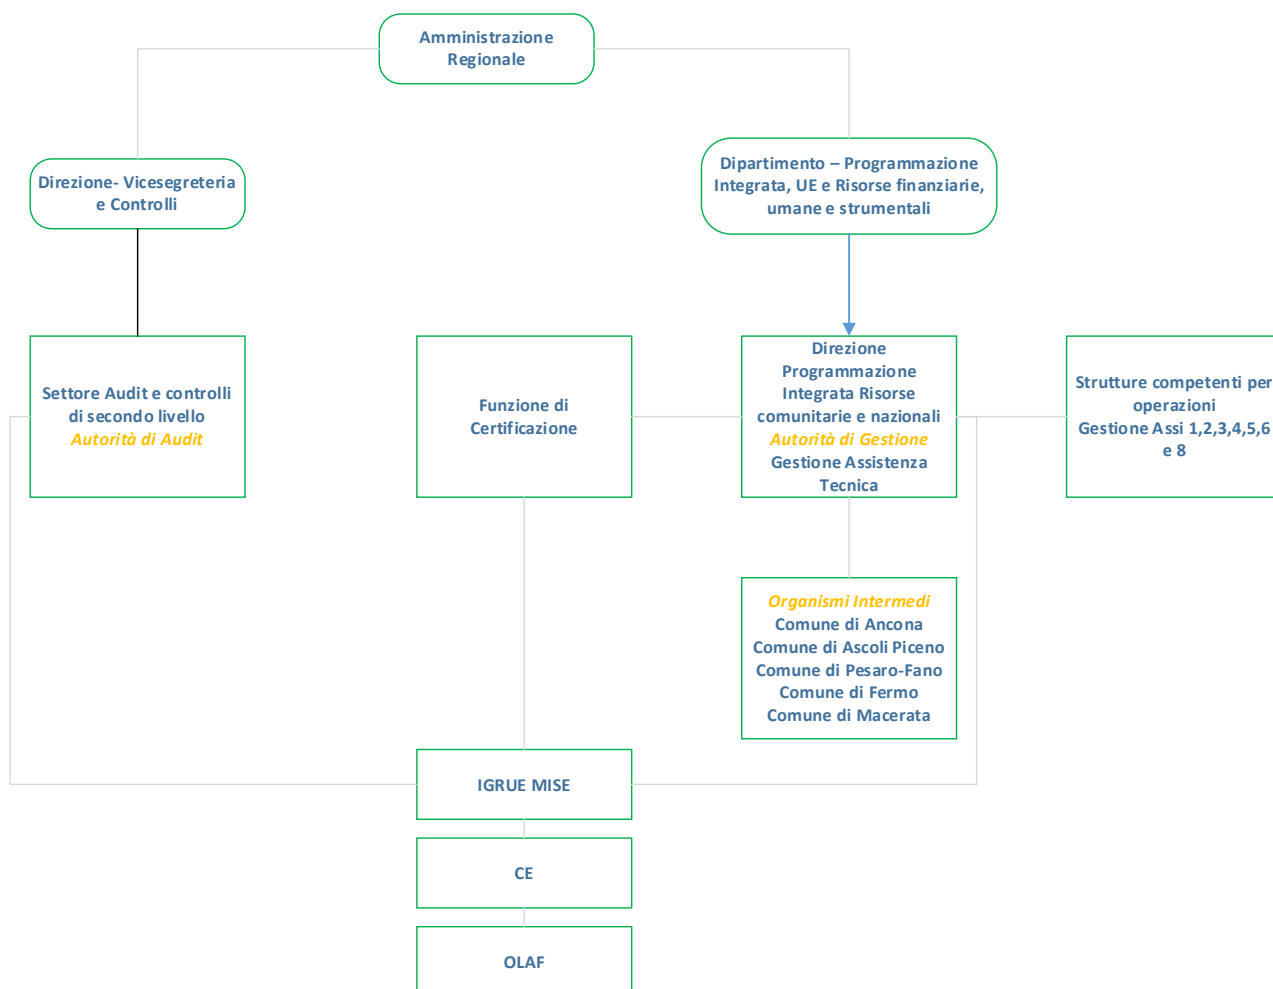 Amministrazione
Regionale
Direzione- Vicesegreteria
e Controlli
Dipartimento – Programmazione
Integrata, UE e Risorse finanziarie,
umane e strumentali
Settore Audit e controlli
di secondo livello
Autorità di Audit
Funzione di
Certificazione
Direzione
Programmazione
Integrata Risorse
comunitarie e nazionali
Autorità di Gestione
Gestione Assistenza
Tecnica
Strutture competenti per
operazioni
Gestione Assi 1,2,3,4,5,6
e 8
Organismi Intermedi
Comune di Ancona
Comune di Ascoli Piceno
Comune di Pesaro-Fano
Comune di Fermo
Comune di Macerata
IGRUE MISE
CE
OLAF